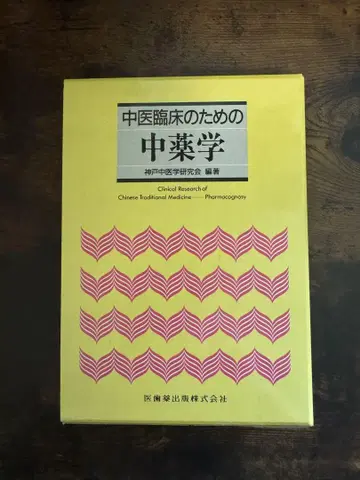 中医臨床のための
中薬学
神戸中医学研究会 編著
Clinical Research of
Chinese Traditional Medicine—— Pharmacognosy
医歯薬出版株式会社